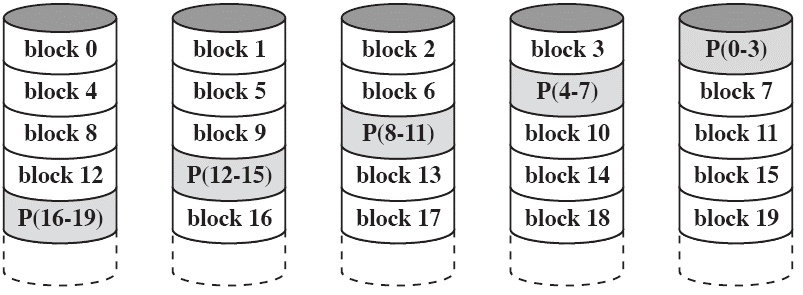 block 0 block 1 block 2 block 3 P(0-3)
block 4 block 5 block 6 P(4-7) block 7
block 8 block 9 P(8-11) block 10 block 11
block 12 P(12-15) block 13 block 14 block 15
P(16-19) block 16 block 17 block 18 block 19